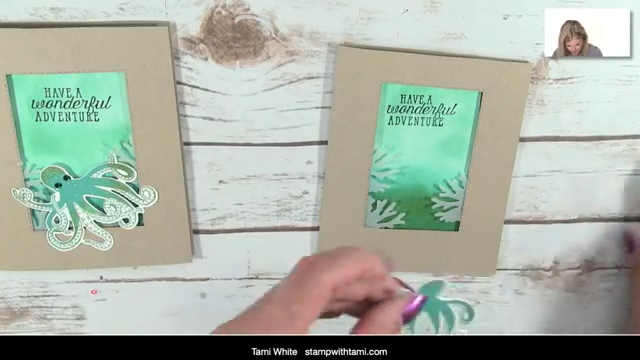 HAVE A
wonderful
ADVENTURE
HAVE A
wonderful
ADVENTURE
Tami White stampwithtami.com